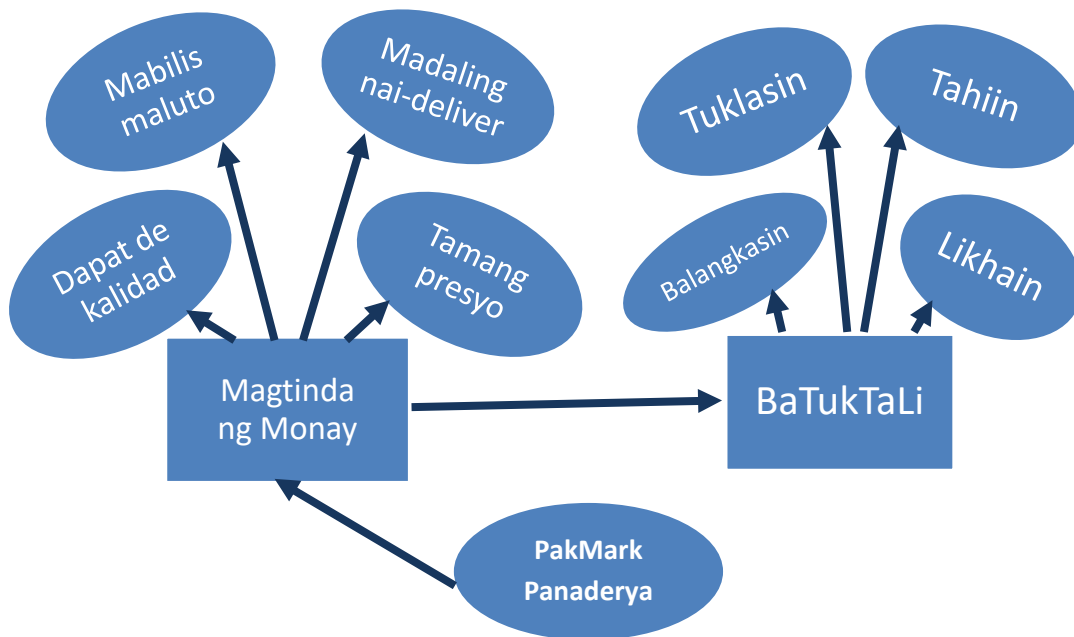 Mabilis
maluto
Madaling
nai-deliver
Tuklasin
Tahiin
Dapat de
kalidad
Tamang
presyo
Balangkasin
Likhain
Magtinda
ng Monay
BaTukTaLi
PakMark
Panaderya